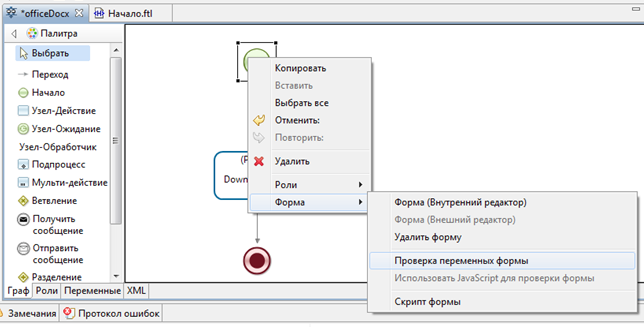 *officeDocx
Начало.ftl
Палитра
Выбрать
Переход
Начало
Узел-Действие
Узел-Ожидание
Узел-Обработчик
Подпроцесс
Мульти-действие
Ветвление
Получить
сообщение
Отправить
сообщение
Разделение
(P
Down
Копировать
Вставить
Выбрать все
Отменить:
Повторить:
Удалить
Роли
Форма
Форма (Внутренний редактор)
Форма (Внешний редактор)
Удалить форму
Проверка переменных формы
Использовать JavaScript для проверки формы
Скрипт формы
Граф Роли Переменные XML
Замечания Протокол ошибок